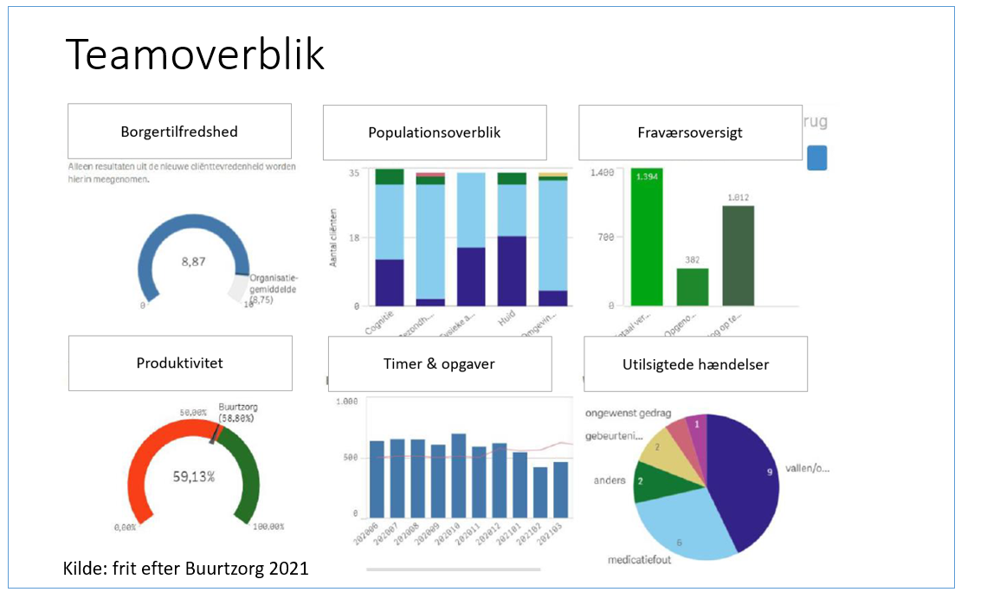 Teamoverblik
Borgertilfredshed
Populationsoverblik
Fraværsoversigt
rug
Alleen resultaten uit de nieuwe cliënttevredenheid worden
hierin meegenomen.
8,87
Organisatie-
gemiddelde
(8,75)
0
10
35
18
0
Aantal cliënten
Cognitie
ezondh...
ysieke a...
Huid
Omgevin...
1.400
700
0
1.394
382
1.012
otaal ver...
Opgeno...
og op te...
Produktivitet
Timer & opgaver
Utilsigtede hændelser
50,00%
Buurtzorg
(58,80%)
59,13%
0,00%
100,00%
1.000
500
0
202006
202007
202008
202009
202010
202011
202012
202101
202102
202103
ongewenst gedrag
gebeurteni...
anders
medicatiefout
vallen/o...
1
2
2
6
9
Kilde: frit efter Buurtzorg 2021